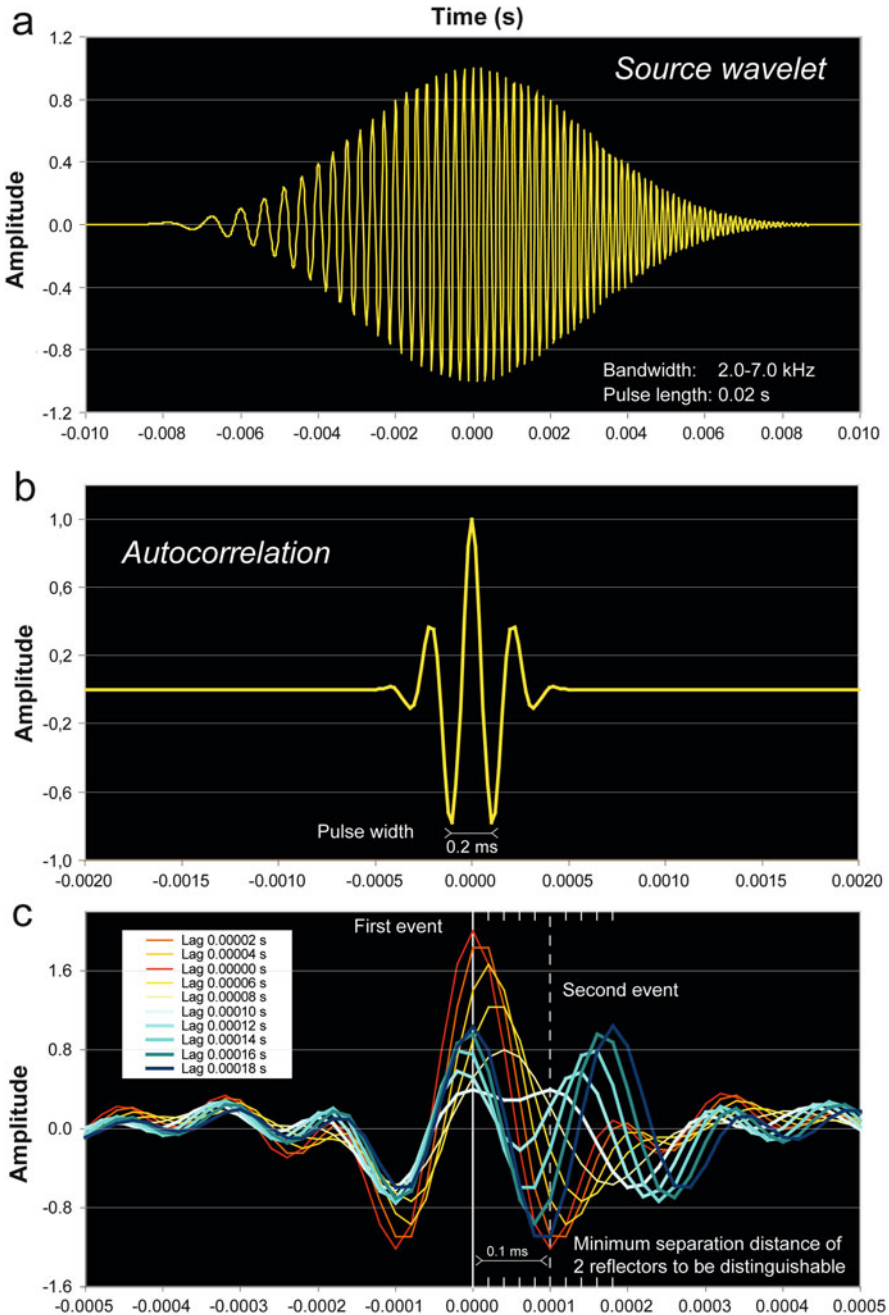 a
Time (s)
Source wavelet
Amplitude
1.2
0.8
0.4
0.0
-0.4
-0.8
-1.2
Bandwidth: 2.0-7.0 kHz
Pulse length: 0.02 s
-0.010 -0.008 -0.006 -0.004 -0.002 0.000 0.002 0.004 0.006 0.008 0.010
b
Autocorrelation
Amplitude
1,0
0,6
0,2
-0,2
-0,6
-1,0
Pulse width
0.2 ms
-0.0020 -0.0015 -0.0010 -0.0005 0.0000 0.0005 0.0010 0.0015 0.0020
c
First event
Lag 0.00002 s
Lag 0.00004 s
Lag 0.00000 s
Lag 0.00006 s
Lag 0.00008 s
Lag 0.00010 s
Lag 0.00012 s
Lag 0.00014 s
Lag 0.00016 s
Lag 0.00018 s
Second event
Amplitude
1.6
0.8
0.0
-0.8
-1.6
0.1 ms
Minimum separation distance of
2 reflectors to be distinguishable
-0.0005 -0.0004 -0.0003 -0.0002 -0.0001 0.0000 0.0001 0.0002 0.0003 0.0004 0.0005